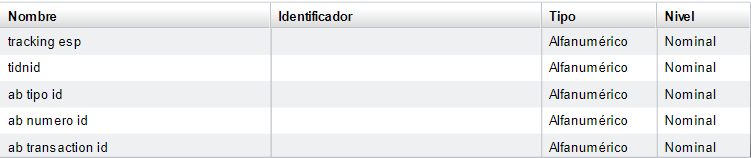 Nombre Identificador Tipo Nivel
tracking esp Alfanumérico Nominal
tidnid Alfanumérico Nominal
ab tipo id Alfanumérico Nominal
ab numero id Alfanumérico Nominal
ab transaction id Alfanumérico Nominal